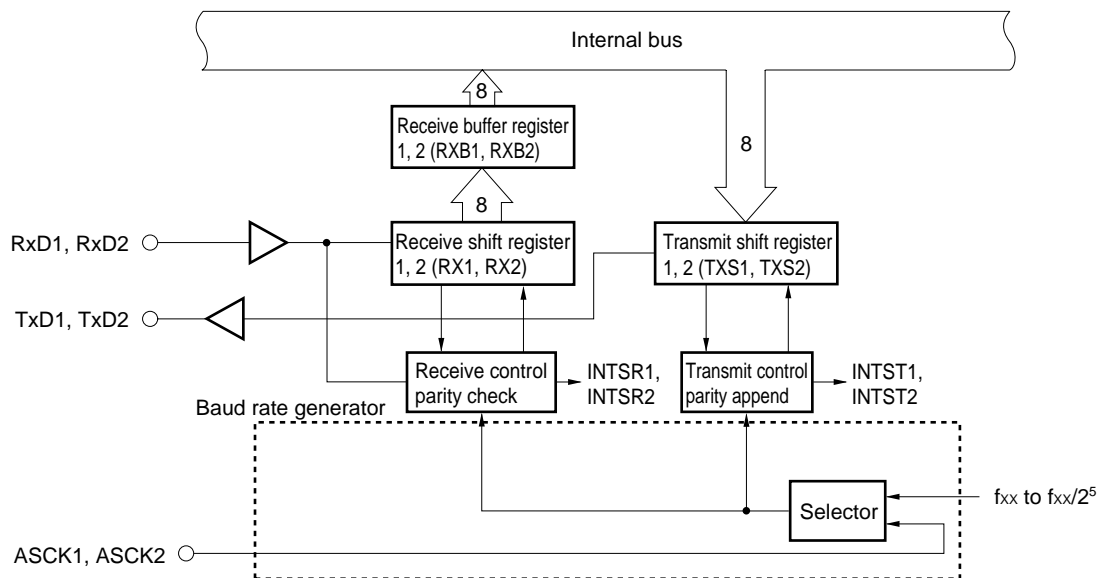 Internal bus
8
Receive buffer register
1, 2 (RXB1, RXB2)
8
8
RxD1, RxD2
Receive shift register
1, 2 (RX1, RX2)
Transmit shift register
1, 2 (TXS1, TXS2)
TxD1, TxD2
Receive control
parity check
INTSR1,
INTSR2
Transmit control
parity append
INTST1,
INTST2
Baud rate generator
Selector
fxx to fxx/2⁵
ASCK1, ASCK2